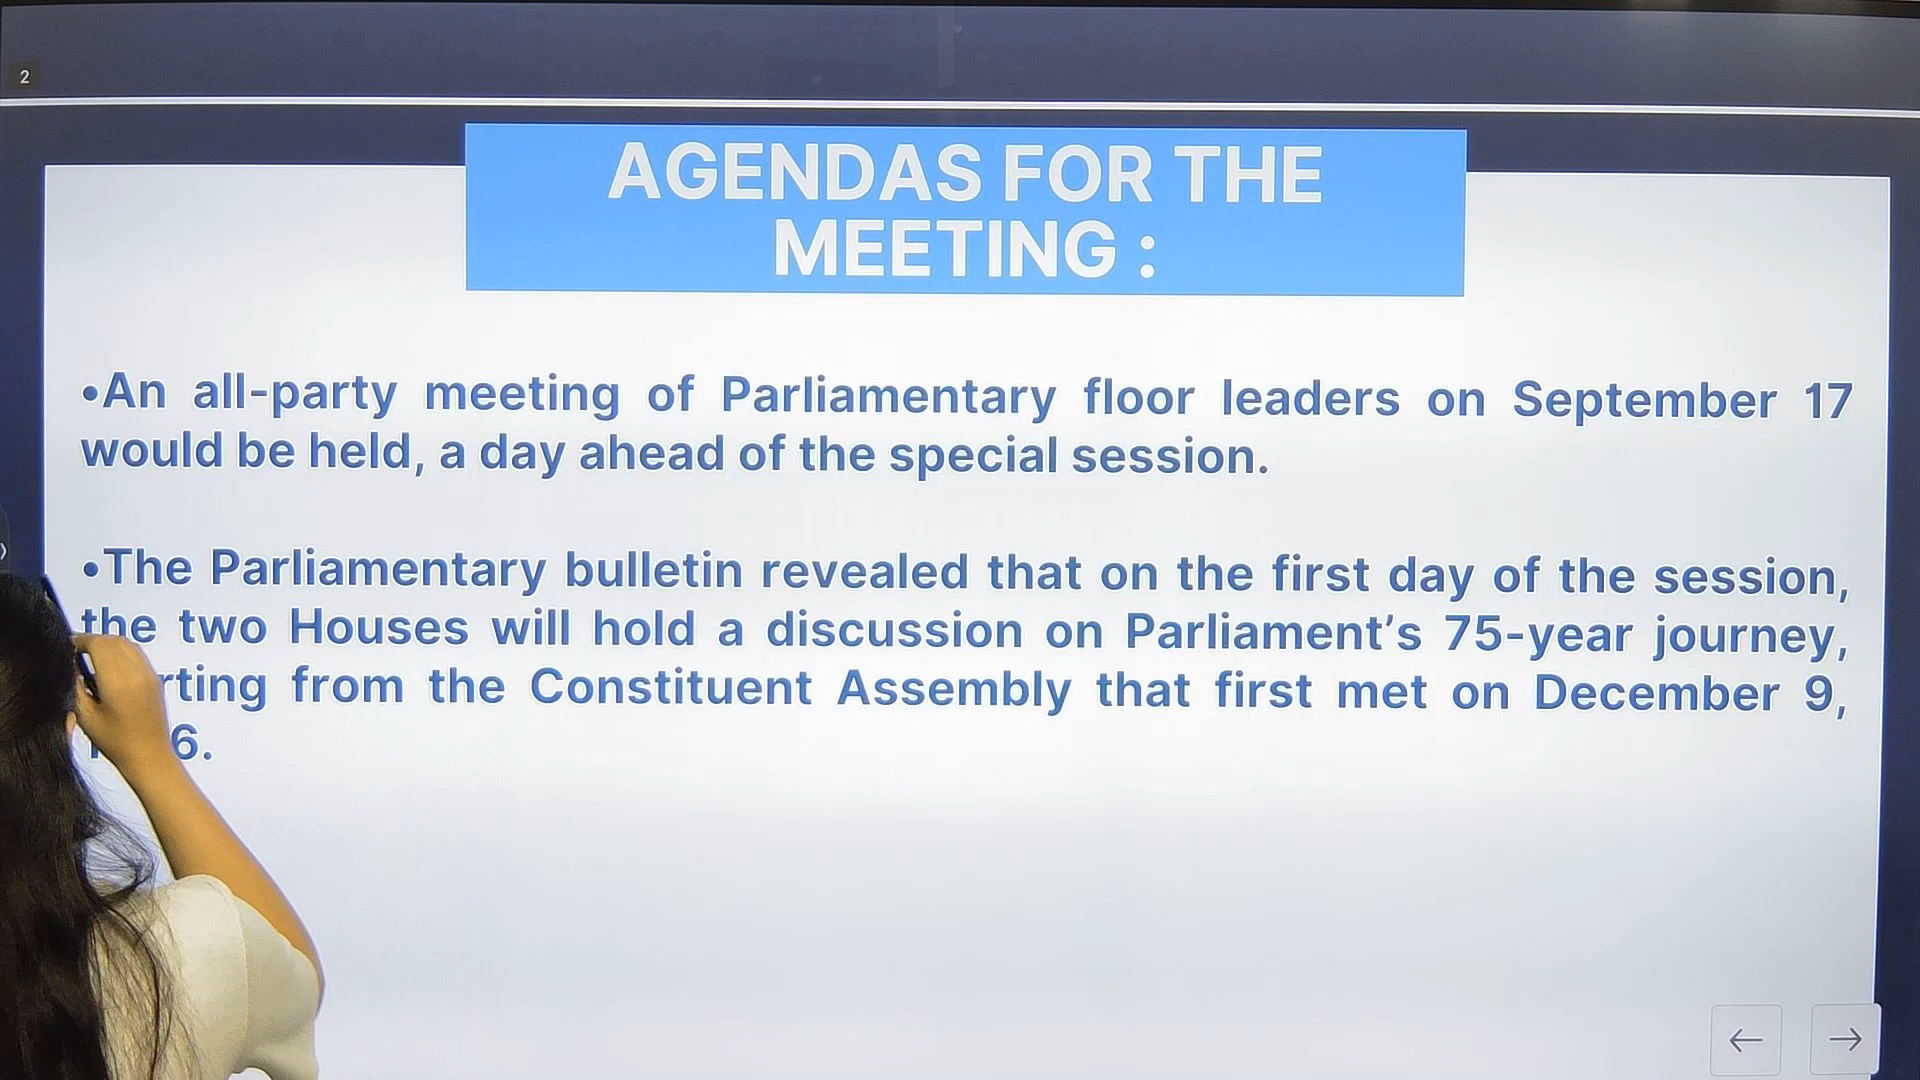 2
AGENDAS FOR THE
MEETING :
•An all-party meeting of Parliamentary floor leaders on September 17
would be held, a day ahead of the special session.
•The Parliamentary bulletin revealed that on the first day of the session,
the two Houses will hold a discussion on Parliament’s 75-year journey,
from the Constituent Assembly that first met on December 9,